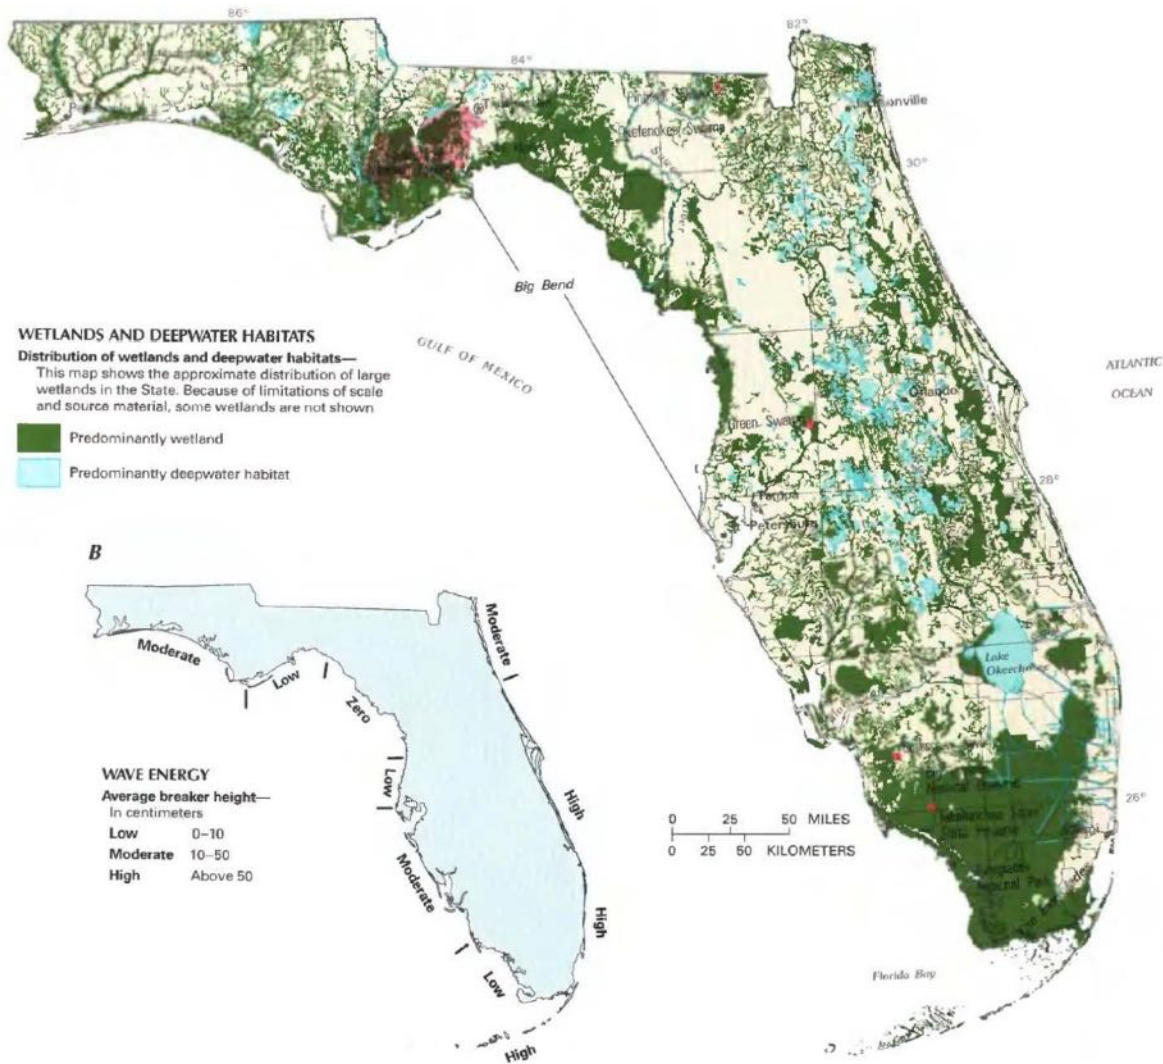 86°
84°
82°
Jacksonville
Okefenokee Swamp
30°
Big Bend
WETLANDS AND DEEPWATER HABITATS
Distribution of wetlands and deepwater habitats—
This map shows the approximate distribution of large
wetlands in the State. Because of limitations of scale
and source material, some wetlands are not shown
Predominantly wetland
Predominantly deepwater habitat
GULF OF MEXICO
ATLANTIC
OCEAN
Orlando
Green Swamp
28°
Tampa
Petersburg
Lake
Okeechobee
B
Moderate
Low
Zero
Low
Moderate
Low
High
Moderate
High
High
WAVE ENERGY
Average breaker height—
In centimeters
Low 0–10
Moderate 10–50
High Above 50
0 25 50 MILES
0 25 50 KILOMETERS
26°
National Preserve
State Preserve
Everglades
National Park
Florida Bay